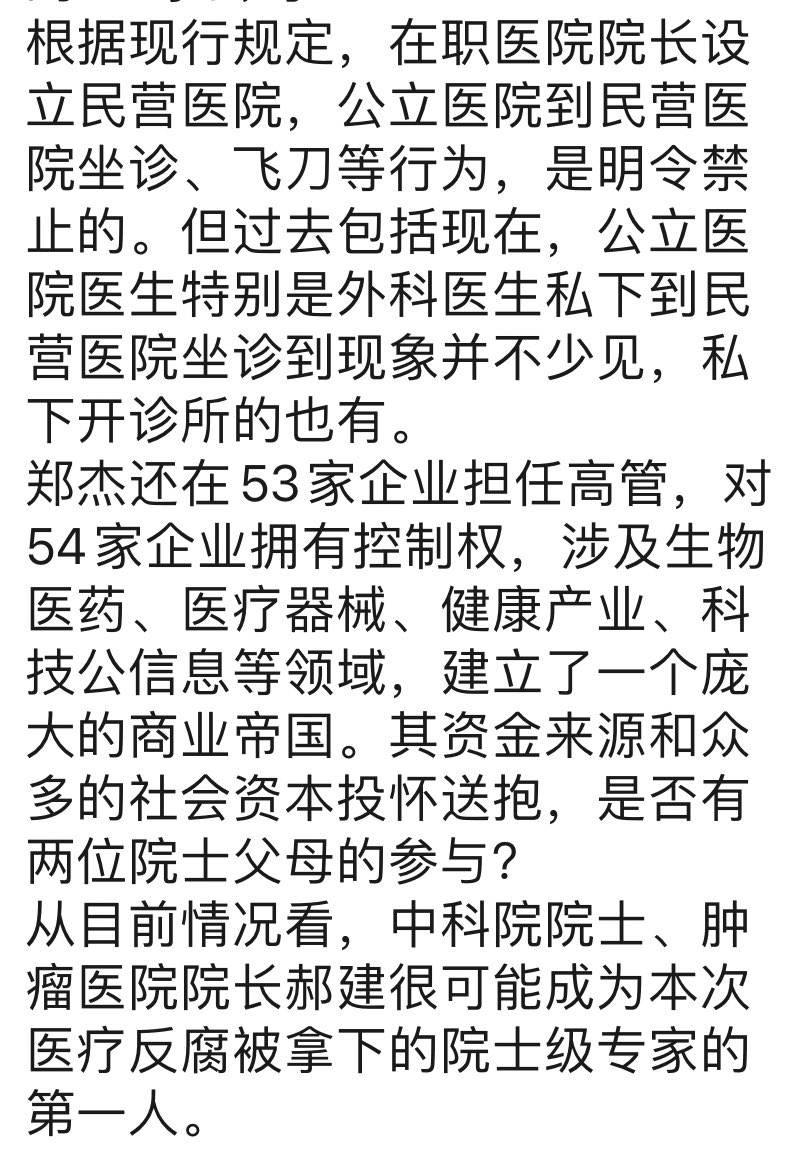 根据现行规定，在职医院院长设
立民营医院，公立医院到民营医
院坐诊、飞刀等行为，是明令禁
止的。但过去包括现在，公立医
院医生特别是外科医生私下到民
营医院坐诊到现象并不少见，私
下开诊所的也有。
郑杰还在53家企业担任高管，对
54家企业拥有控制权，涉及生物
医药、医疗器械、健康产业、科
技公信息等领域，建立了一个庞
大的商业帝国。其资金来源和众
多的社会资本投怀送抱，是否有
两位院士父母的参与？
从目前情况看，中科院院士、肿
瘤医院院长郝建很可能成为本次
医疗反腐被拿下的院士级专家的
第一人。